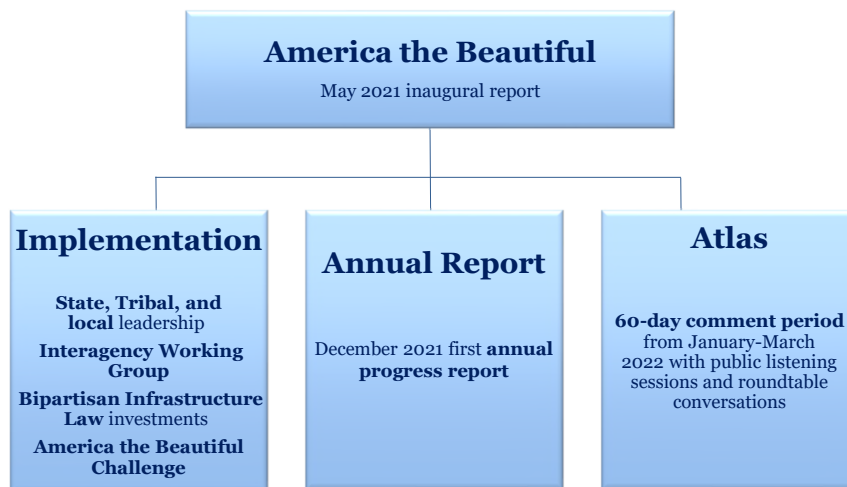 America the Beautiful
May 2021 inaugural report
Implementation
State, Tribal, and
local leadership
Interagency Working
Group
Bipartisan Infrastructure
Law investments
America the Beautiful
Challenge
Annual Report
December 2021 first annual
progress report
Atlas
60-day comment period
from January-March
2022 with public listening
sessions and roundtable
conversations